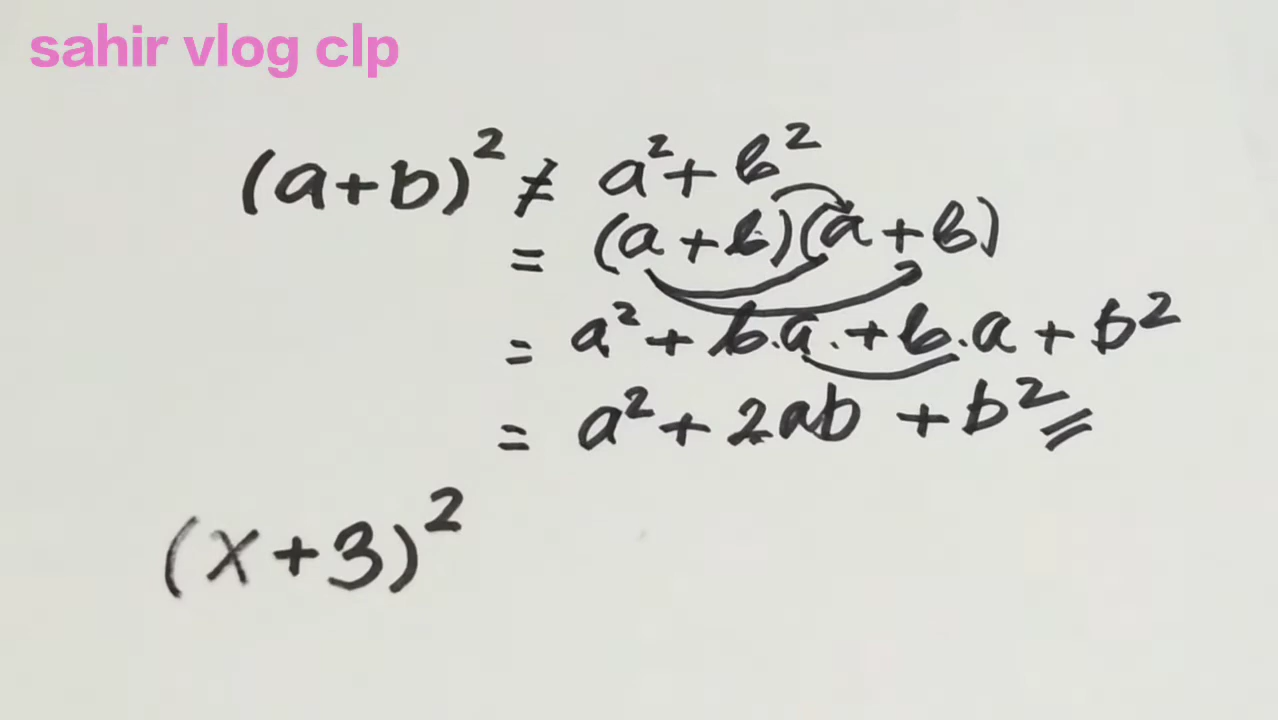 sahir vlog clp
(a+b)² ≠ a²+b²
= (a+b)(a+b)
= a²+b.a.+b.a+b²
= a²+2ab+b²
(x+3)²